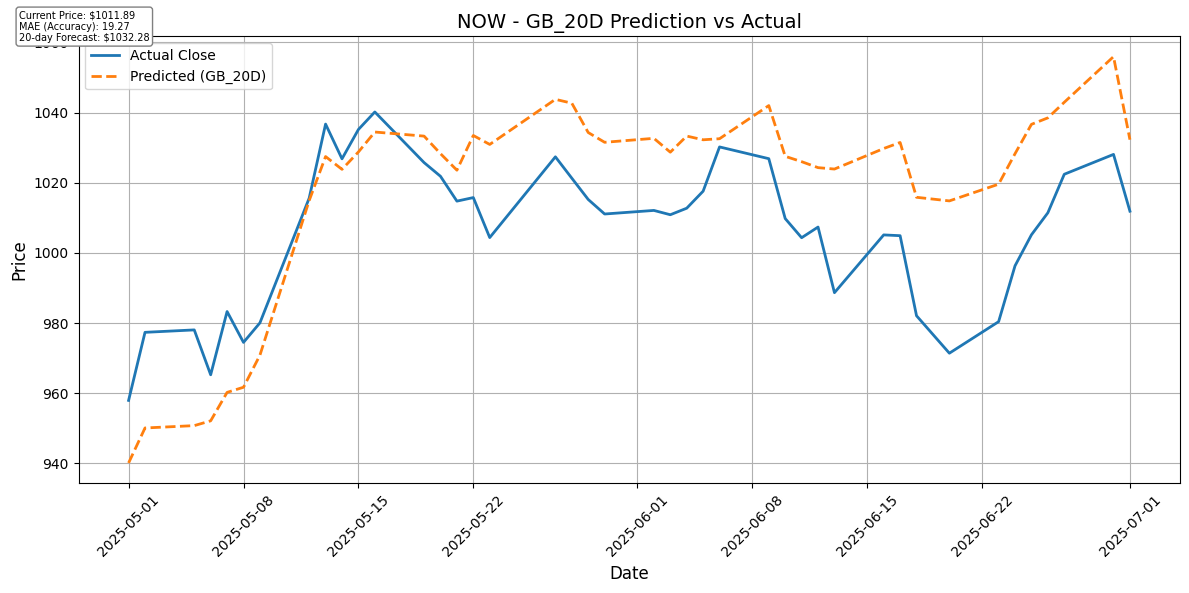 Current Price: $1011.89
MAE (Accuracy): 19.27
20-day Forecast: $1032.28
NOW - GB_20D Prediction vs Actual
Actual Close
Predicted (GB_20D)
Price
1040
1020
1000
980
960
940
2025-05-01
2025-05-08
2025-05-15
2025-05-22
2025-06-01
2025-06-08
2025-06-15
2025-06-22
2025-07-01
Date